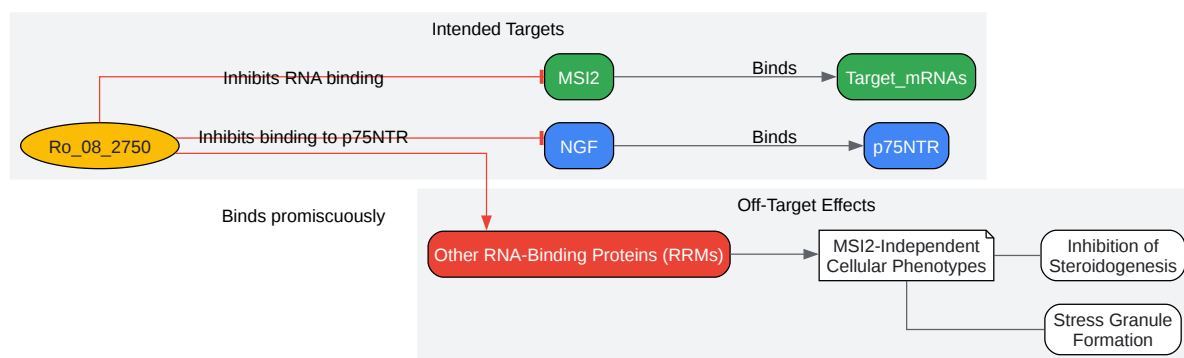 Intended Targets
Inhibits RNA binding
MSI2
Binds
Target_mRNAs
Ro_08_2750
Inhibits binding to p75NTR
NGF
Binds
p75NTR
Binds promiscuously
Off-Target Effects
Other RNA-Binding Proteins (RRMs)
MSI2-Independent
Cellular Phenotypes
Inhibition of
Steroidogenesis
Stress Granule
Formation